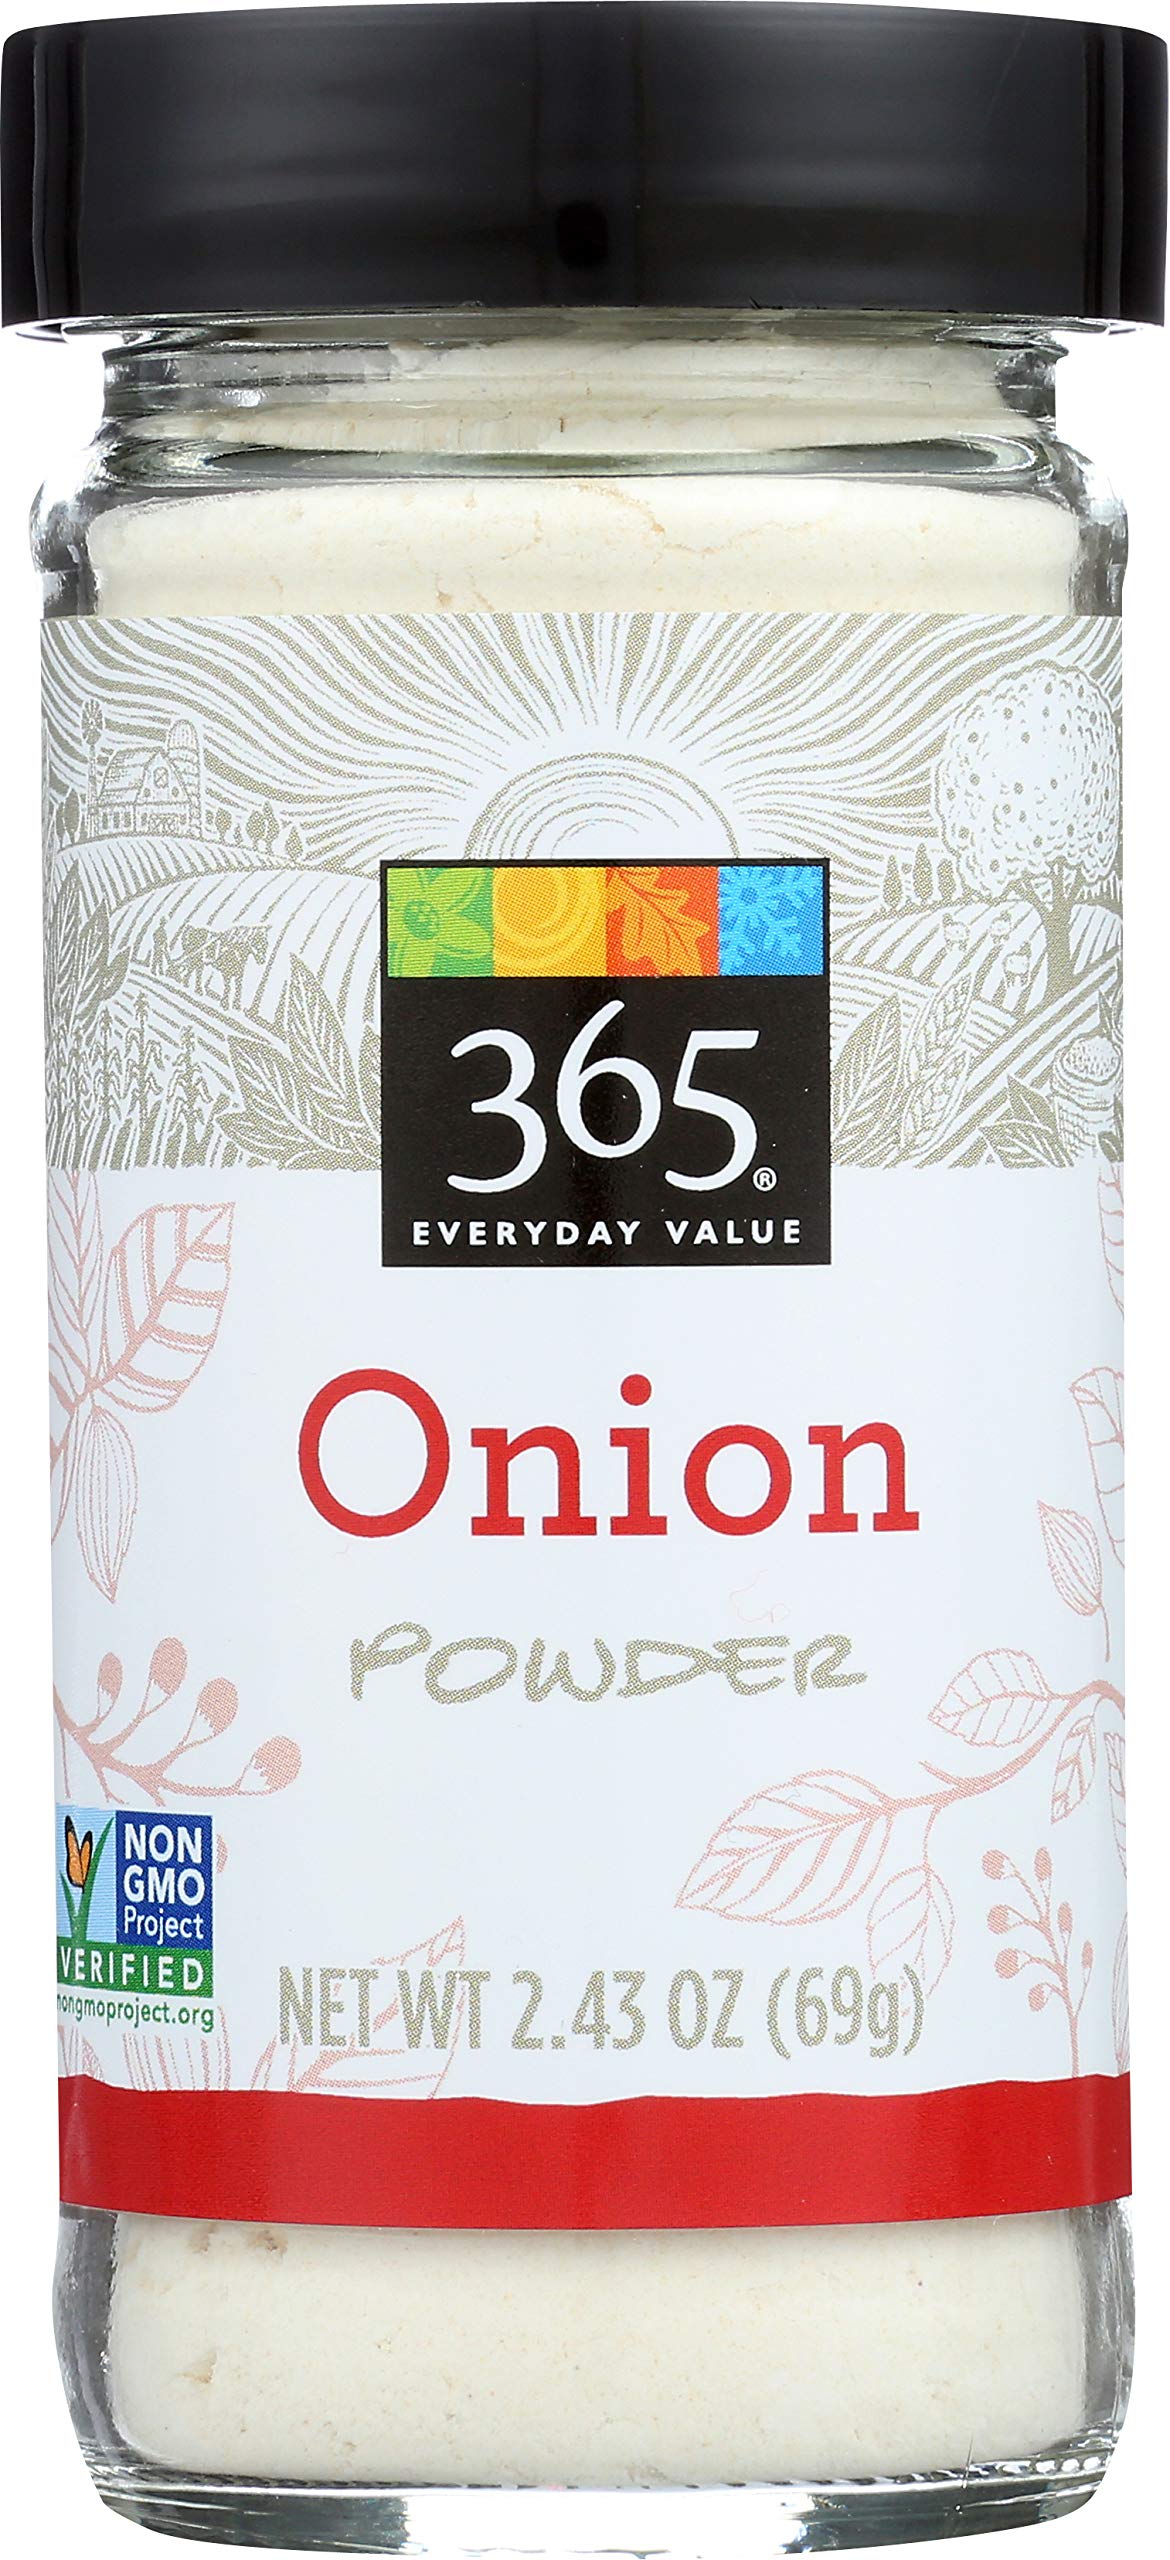 365®
EVERYDAY VALUE
Onion
POWDER
NON
GMO
Project
VERIFIED
nongmoproject.org
NET WT 2.43 OZ (69g)